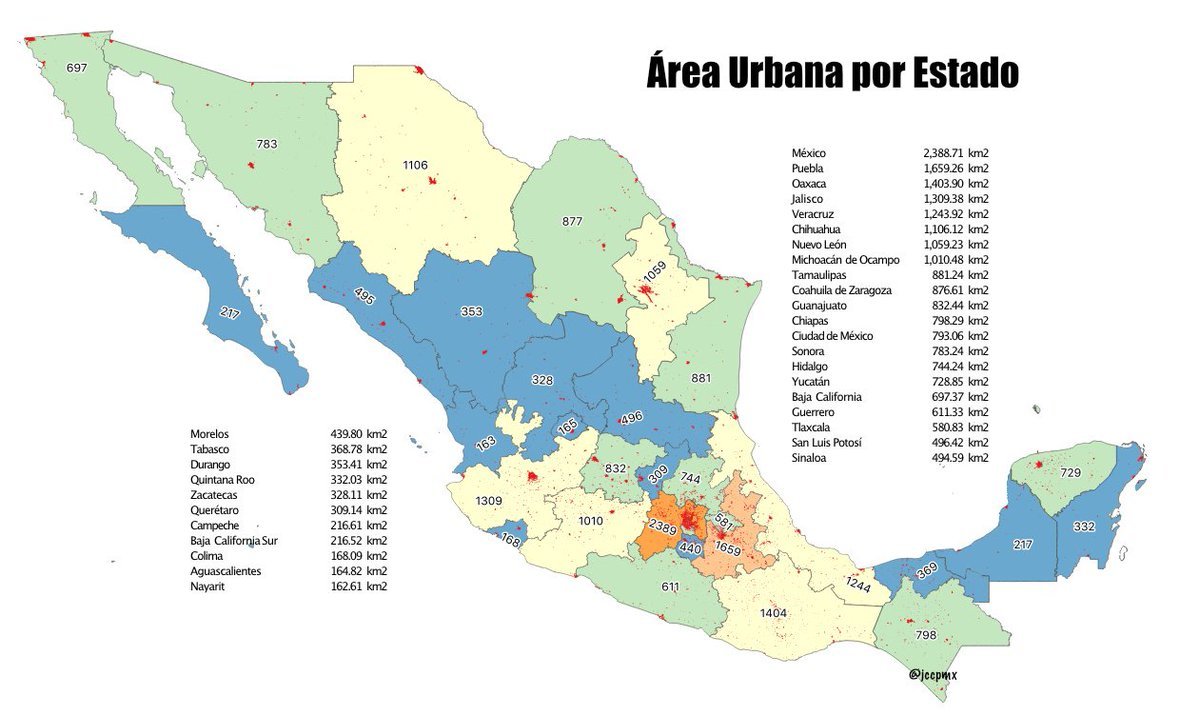 Área Urbana por Estado
México 2,388.71 km2
Puebla 1,659.26 km2
Oaxaca 1,403.90 km2
Jalisco 1,309.38 km2
Veracruz 1,243.92 km2
Chihuahua 1,106.12 km2
Nuevo León 1,059.23 km2
Michoacán de Ocampo 1,010.48 km2
Tamaulipas 881.24 km2
Coahuila de Zaragoza 876.61 km2
Guanajuato 832.44 km2
Chiapas 798.29 km2
Ciudad de México 793.06 km2
Sonora 783.24 km2
Hidalgo 744.24 km2
Yucatán 728.85 km2
Baja California 697.37 km2
Guerrero 611.33 km2
Tlaxcala 580.83 km2
San Luis Potosí 496.42 km2
Sinaloa 494.59 km2
Morelos 439.80 km2
Tabasco 368.78 km2
Durango 353.41 km2
Quintana Roo 332.03 km2
Zacatecas 328.11 km2
Querétaro 309.14 km2
Campeche 216.61 km2
Baja California Sur 216.52 km2
Colima 168.09 km2
Aguascalientes 164.82 km2
Nayarit 162.61 km2
697
783
1106
877
1059
495
217
353
328
881
496
165
163
832
309
744
729
1309
1010
2389
581
440
1659
168
332
217
369
1244
611
1404
798
@jccpmx